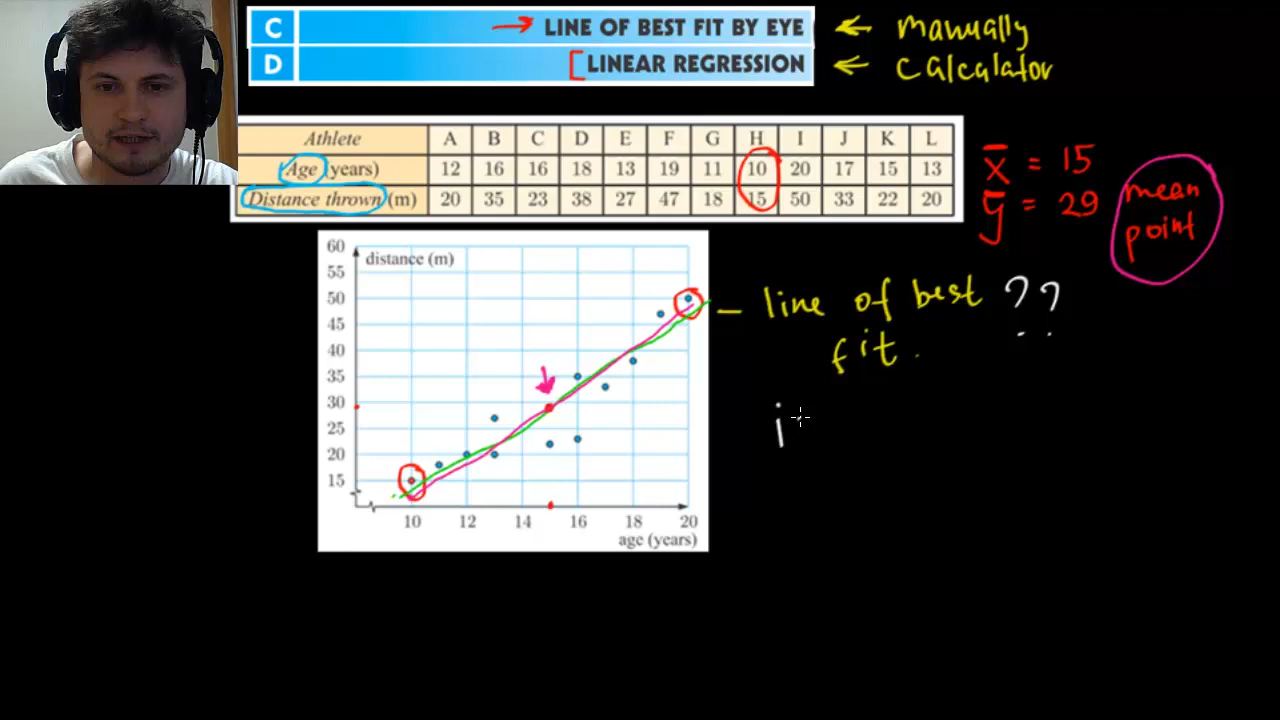 C LINE OF BEST FIT BY EYE manually
D LINEAR REGRESSION calculator
Athlete A B C D E F G H I J K L
Age (years) 12 16 16 18 13 19 11 10 20 17 15 13
Distance thrown (m) 20 35 23 38 27 47 18 15 50 33 22 20
x̄ = 15
ȳ = 29
mean
point
60
distance (m)
55
50
45
40
35
30
25
20
15
10 12 14 16 18 20
age (years)
– line of best ??
fit.
i